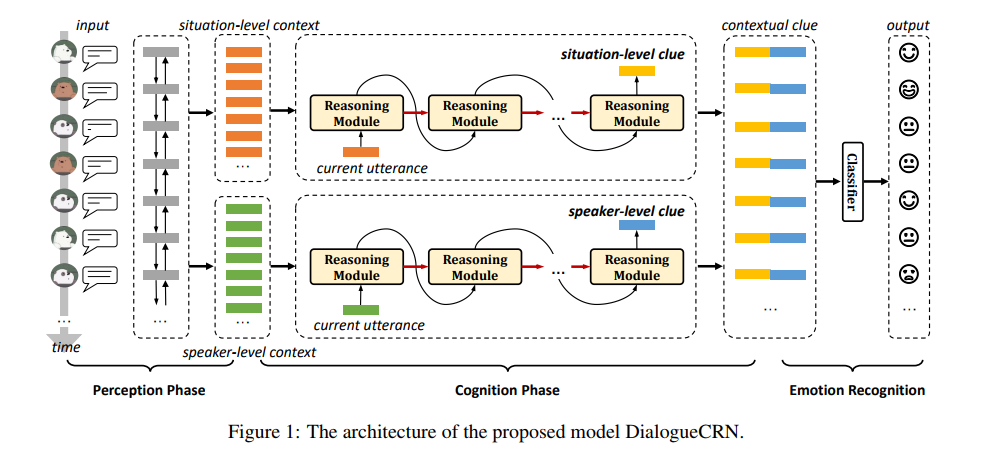 input
situation-level context
contextual clue
output
situation-level clue
Reasoning
Module
Reasoning
Module
...
Reasoning
Module
current utterance
...
speaker-level clue
Classifier
Reasoning
Module
Reasoning
Module
...
Reasoning
Module
current utterance
...
...
...
...
...
time
speaker-level context
Perception Phase
Cognition Phase
Emotion Recognition
Figure 1: The architecture of the proposed model DialogueCRN.